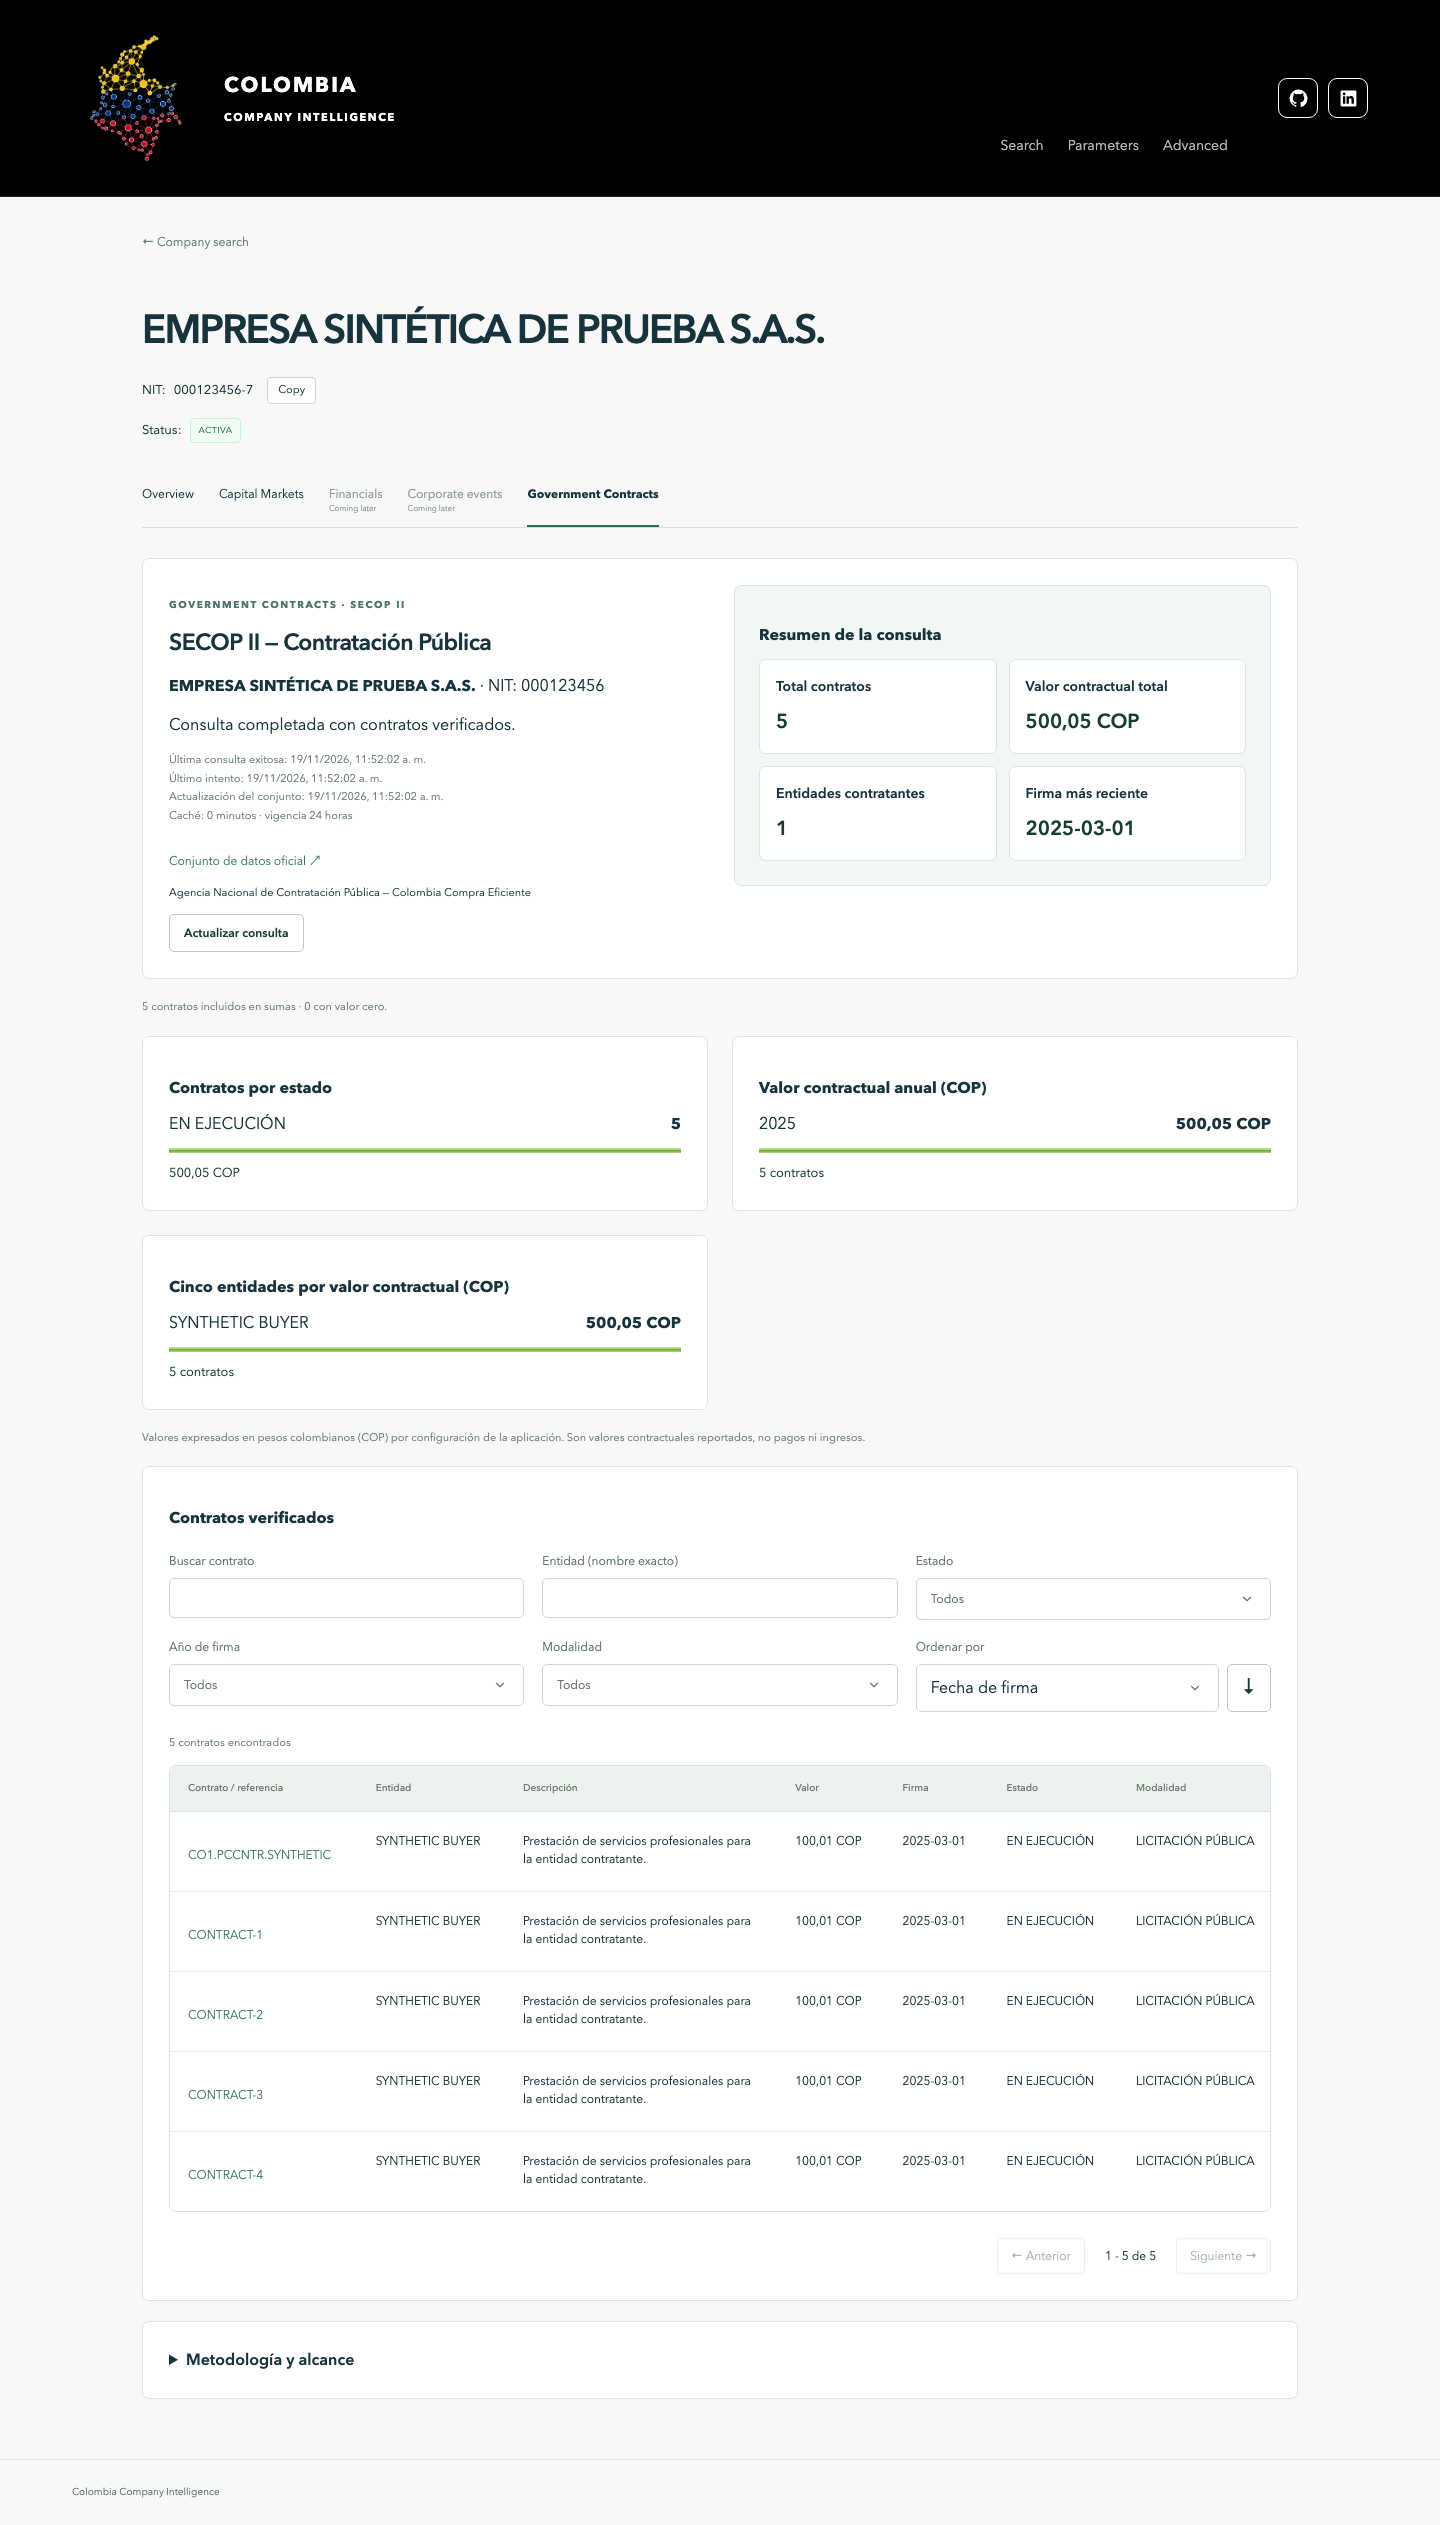 COLOMBIA
COMPANY INTELLIGENCE
Search Parameters Advanced
← Company search
EMPRESA SINTÉTICA DE PRUEBA S.A.S.
NIT: 000123456-7 Copy
Status: ACTIVA
Overview Capital Markets Financials Corporate events Government Contracts
Coming later Coming later
GOVERNMENT CONTRACTS · SECOP II
SECOP II — Contratación Pública
EMPRESA SINTÉTICA DE PRUEBA S.A.S. · NIT: 000123456
Consulta completada con contratos verificados.
Última consulta exitosa: 19/11/2026, 11:52:02 a. m.
Último intento: 19/11/2026, 11:52:02 a. m.
Actualización del conjunto: 19/11/2026, 11:52:02 a. m.
Caché: 0 minutos · vigencia 24 horas
Conjunto de datos oficial ↗
Agencia Nacional de Contratación Pública — Colombia Compra Eficiente
Actualizar consulta
Resumen de la consulta
Total contratos
5
Valor contractual total
500,05 COP
Entidades contratantes
1
Firma más reciente
2025-03-01
5 contratos incluidos en sumas · 0 con valor cero.
Contratos por estado
EN EJECUCIÓN 5
500,05 COP
Valor contractual anual (COP)
2025 500,05 COP
5 contratos
Cinco entidades por valor contractual (COP)
SYNTHETIC BUYER 500,05 COP
5 contratos
Valores expresados en pesos colombianos (COP) por configuración de la aplicación. Son valores contractuales reportados, no pagos ni ingresos.
Contratos verificados
Buscar contrato
Entidad (nombre exacto)
Estado
Todos
Año de firma
Todos
Modalidad
Todos
Ordenar por
Fecha de firma ↓
5 contratos encontrados
Contrato / referencia Entidad Descripción Valor Firma Estado Modalidad
CO1.PCCNTR.SYNTHETIC SYNTHETIC BUYER Prestación de servicios profesionales para 100,01 COP 2025-03-01 EN EJECUCIÓN LICITACIÓN PÚBLICA
la entidad contratante.
CONTRACT-1 SYNTHETIC BUYER Prestación de servicios profesionales para 100,01 COP 2025-03-01 EN EJECUCIÓN LICITACIÓN PÚBLICA
la entidad contratante.
CONTRACT-2 SYNTHETIC BUYER Prestación de servicios profesionales para 100,01 COP 2025-03-01 EN EJECUCIÓN LICITACIÓN PÚBLICA
la entidad contratante.
CONTRACT-3 SYNTHETIC BUYER Prestación de servicios profesionales para 100,01 COP 2025-03-01 EN EJECUCIÓN LICITACIÓN PÚBLICA
la entidad contratante.
CONTRACT-4 SYNTHETIC BUYER Prestación de servicios profesionales para 100,01 COP 2025-03-01 EN EJECUCIÓN LICITACIÓN PÚBLICA
la entidad contratante.
← Anterior 1 - 5 de 5 Siguiente →
▶ Metodología y alcance
Colombia Company Intelligence